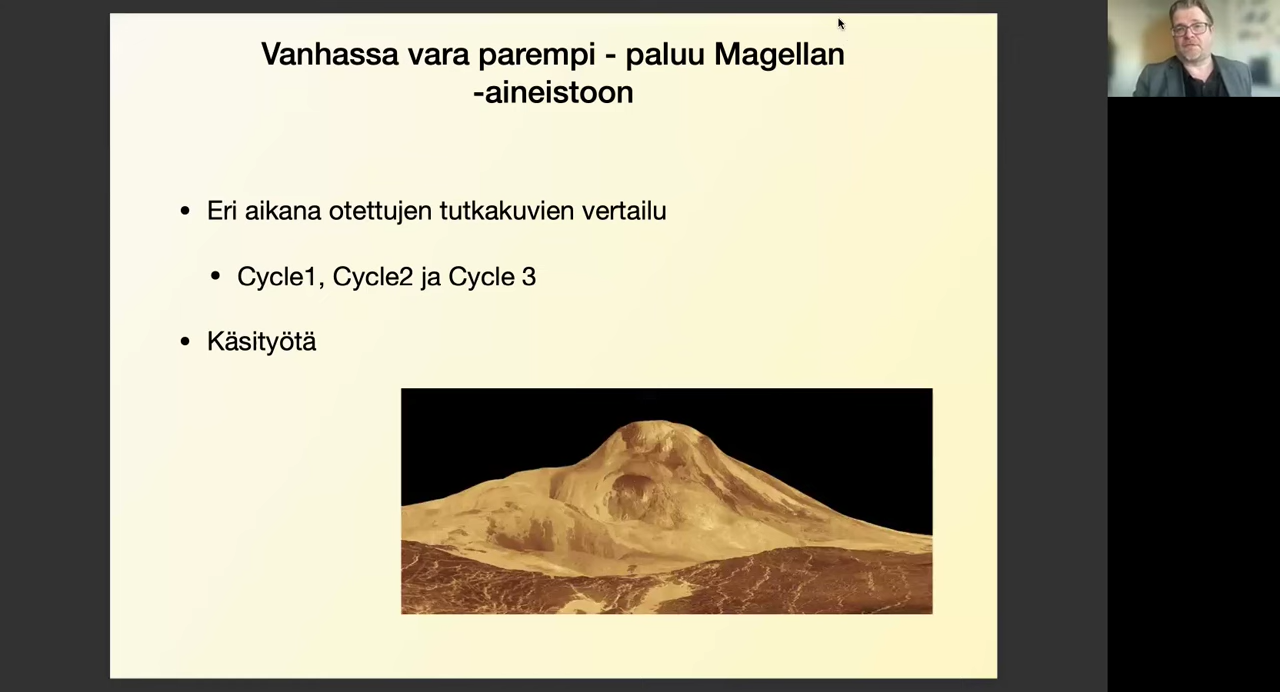 Vanhassa vara parempi - paluu Magellan
-aineistoon
• Eri aikana otettujen tutkakuvien vertailu
• Cycle1, Cycle2 ja Cycle 3
• Käsityötä